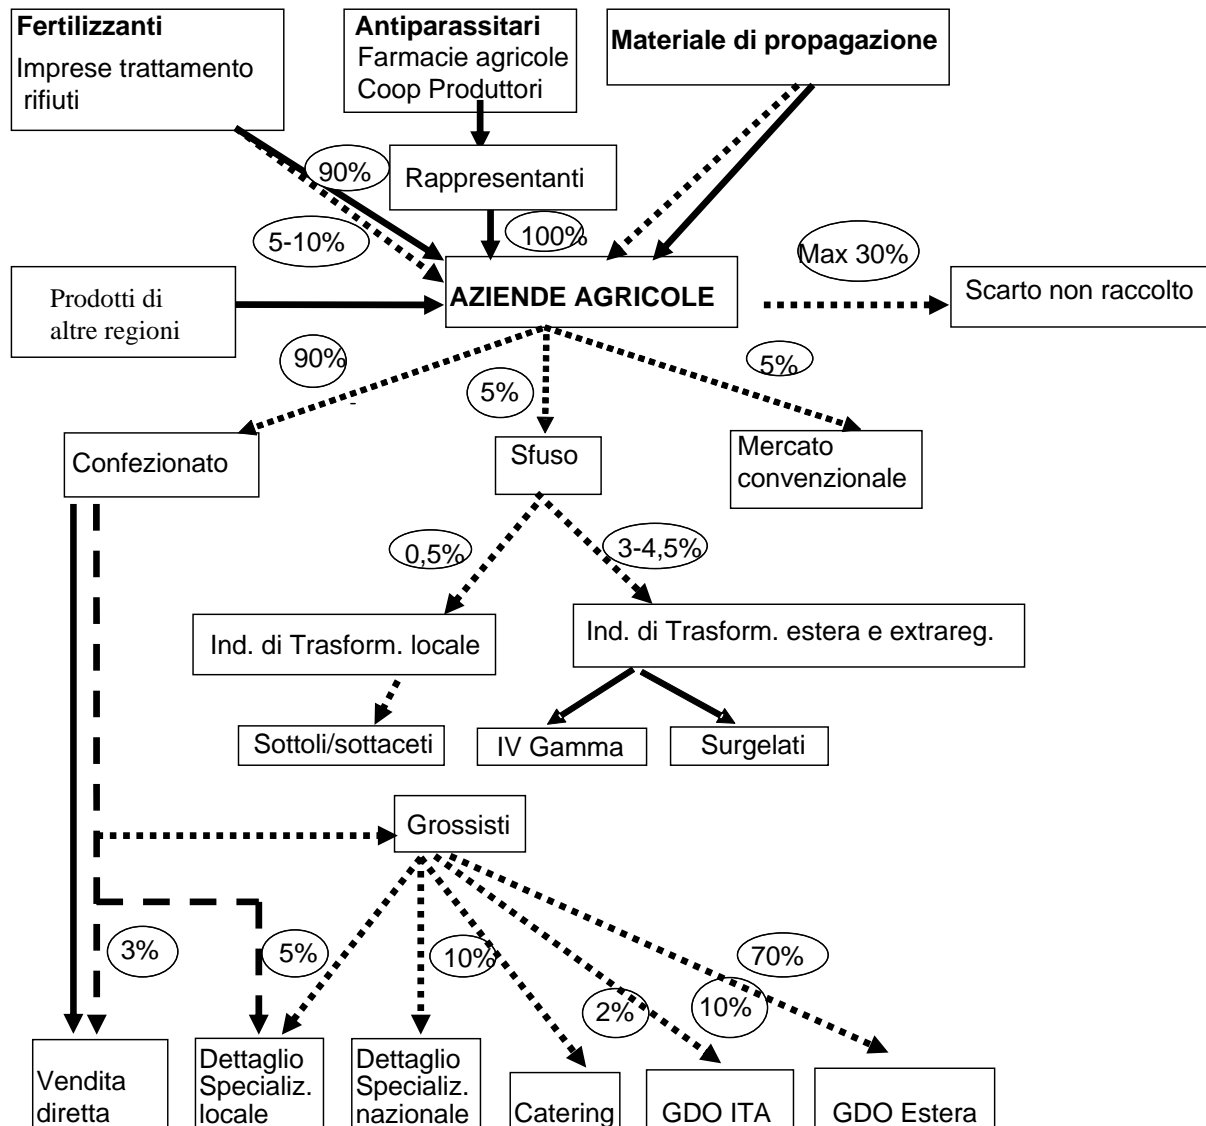 Fertilizzanti
Imprese trattamento
rifiuti
Antiparassitari
Farmacie agricole
Coop Produttori
Materiale di propagazione
90%
Rappresentanti
5-10%
100%
Max 30%
Prodotti di
altre regioni
AZIENDE AGRICOLE
Scarto non raccolto
90%
5%
5%
Confezionato
Sfuso
Mercato
convenzionale
0,5%
3-4,5%
Ind. di Trasform. locale
Ind. di Trasform. estera e extrareg.
Sottoli/sottaceti
IV Gamma
Surgelati
Grossisti
3%
5%
10%
2%
10%
70%
Vendita
diretta
Dettaglio
Specializ.
locale
Dettaglio
Specializ.
nazionale
Catering
GDO ITA
GDO Estera